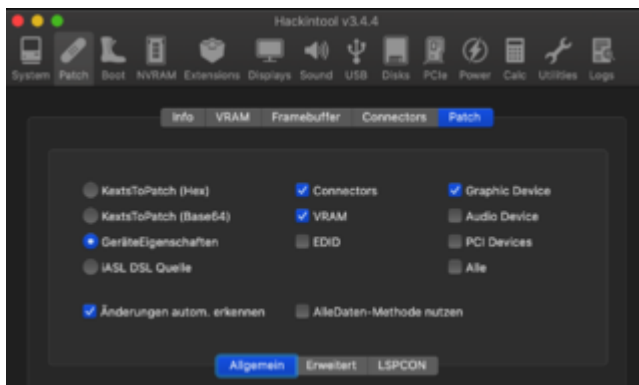 Hackintool v3.4.4
System Patch Boot NVRAM Extensions Displays Sound USB Disks PCIe Power Calc Utilities Logs
Info VRAM Framebuffer Connectors Patch
KextsToPatch (Hex) Connectors Graphic Device
KextsToPatch (Base64) VRAM Audio Device
GeräteEigenschaften EDID PCI Devices
iASL DSL Quelle Alle
Änderungen autom. erkennen AlleDaten-Methode nutzen
Allgemein Erweitert LSPCON